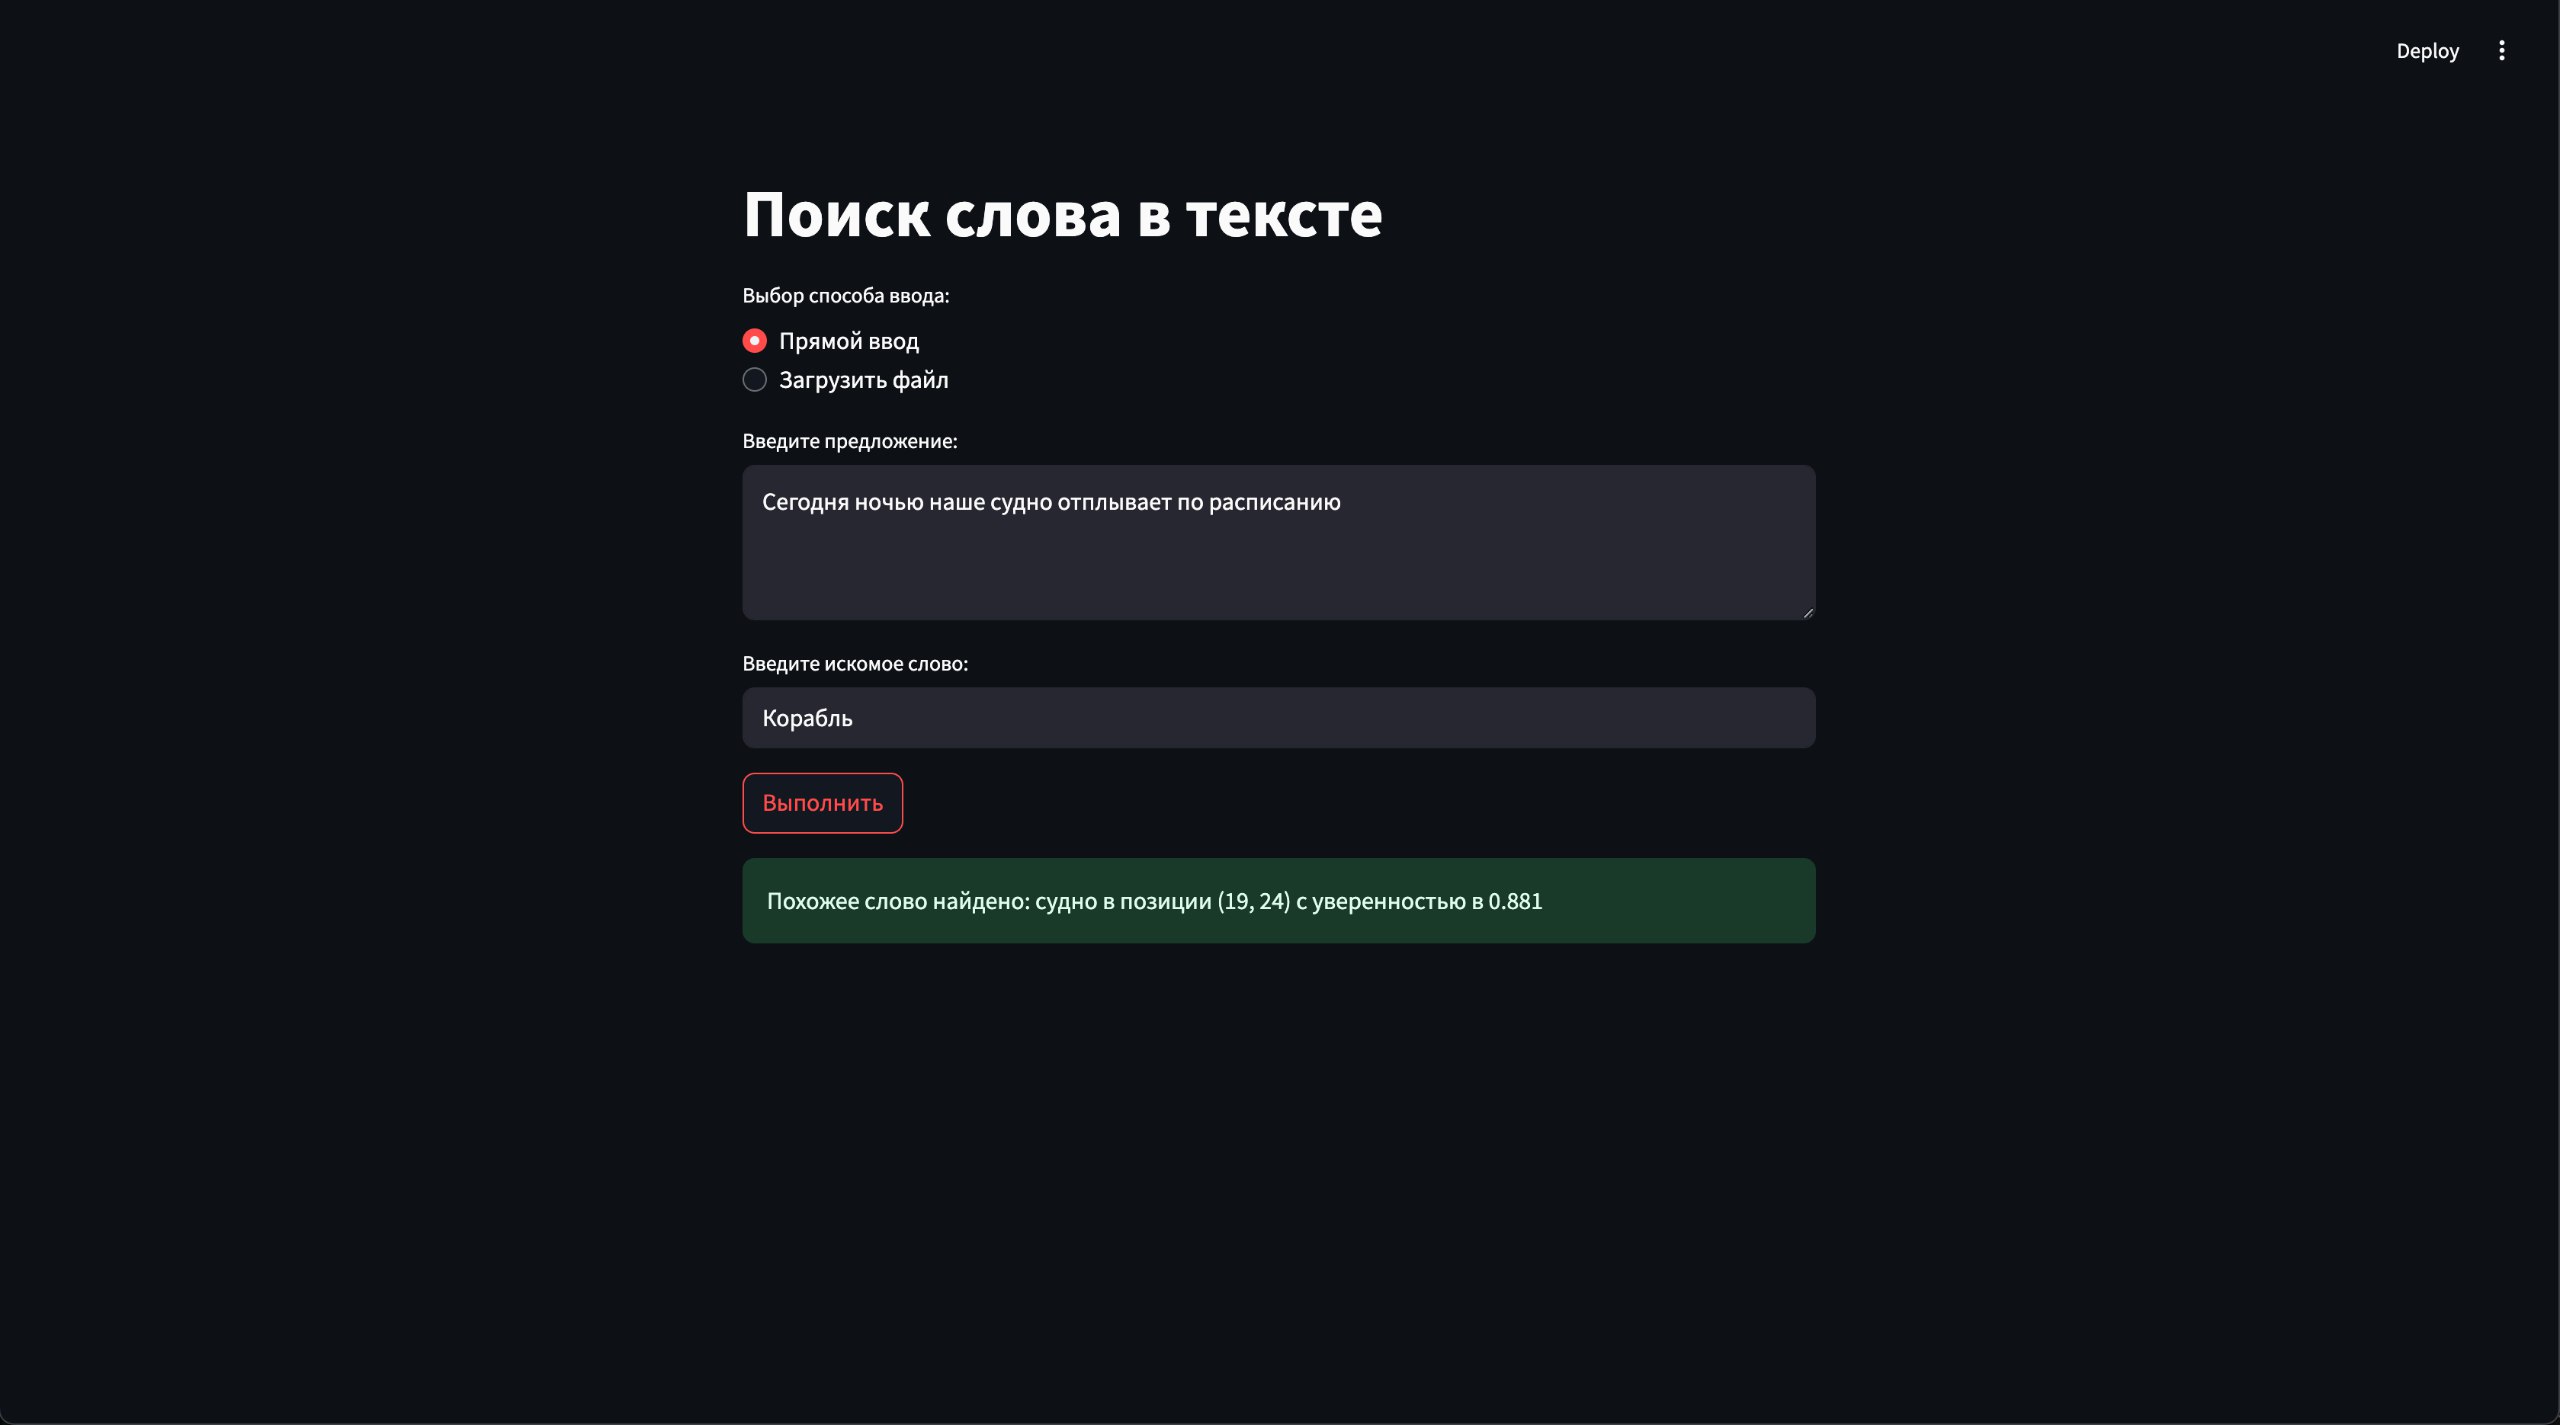 Deploy
Поиск слова в тексте
Выбор способа ввода:
Прямой ввод
Загрузить файл
Введите предложение:
Сегодня ночью наше судно отплывает по расписанию
Введите искомое слово:
Корабль
Выполнить
Похожее слово найдено: судно в позиции (19, 24) с уверенностью в 0.881